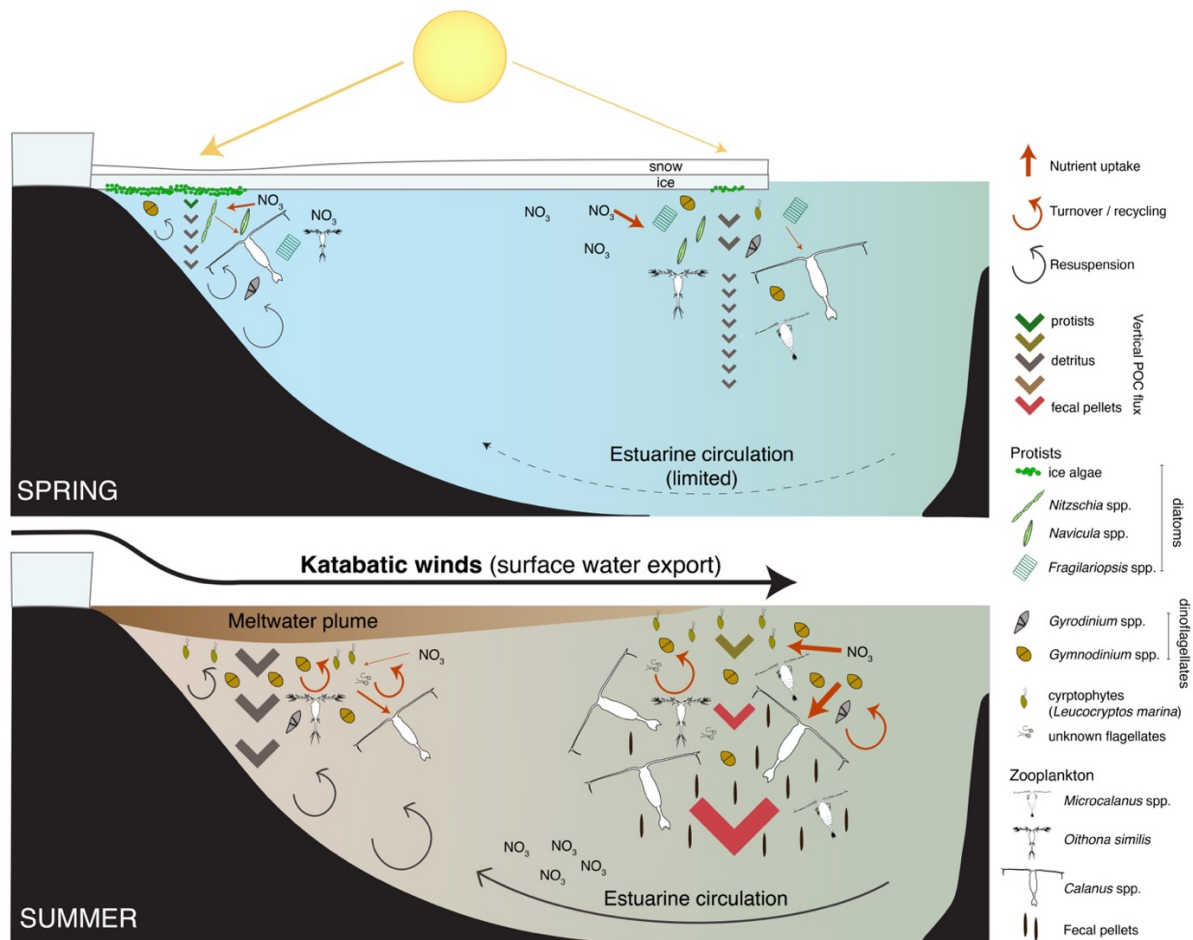 snow
ice
NO3
NO3
NO3
NO3
NO3
Estuarine circulation
(limited)
SPRING
Katabatic winds (surface water export)
Meltwater plume
NO3
NO3
NO3
NO3
NO3
NO3
Estuarine circulation
SUMMER
Nutrient uptake
Turnover / recycling
Resuspension
protists
detritus
fecal pellets
Vertical POC flux
Protists
ice algae
Nitzschia spp.
Navicula spp.
Fragilariopsis spp.
diatoms
Gyrodinium spp.
Gymnodinium spp.
dinoflagellates
cyrptophytes
(Leucocryptos marina)
unknown flagellates
Zooplankton
Microcalanus spp.
Oithona similis
Calanus spp.
Fecal pellets